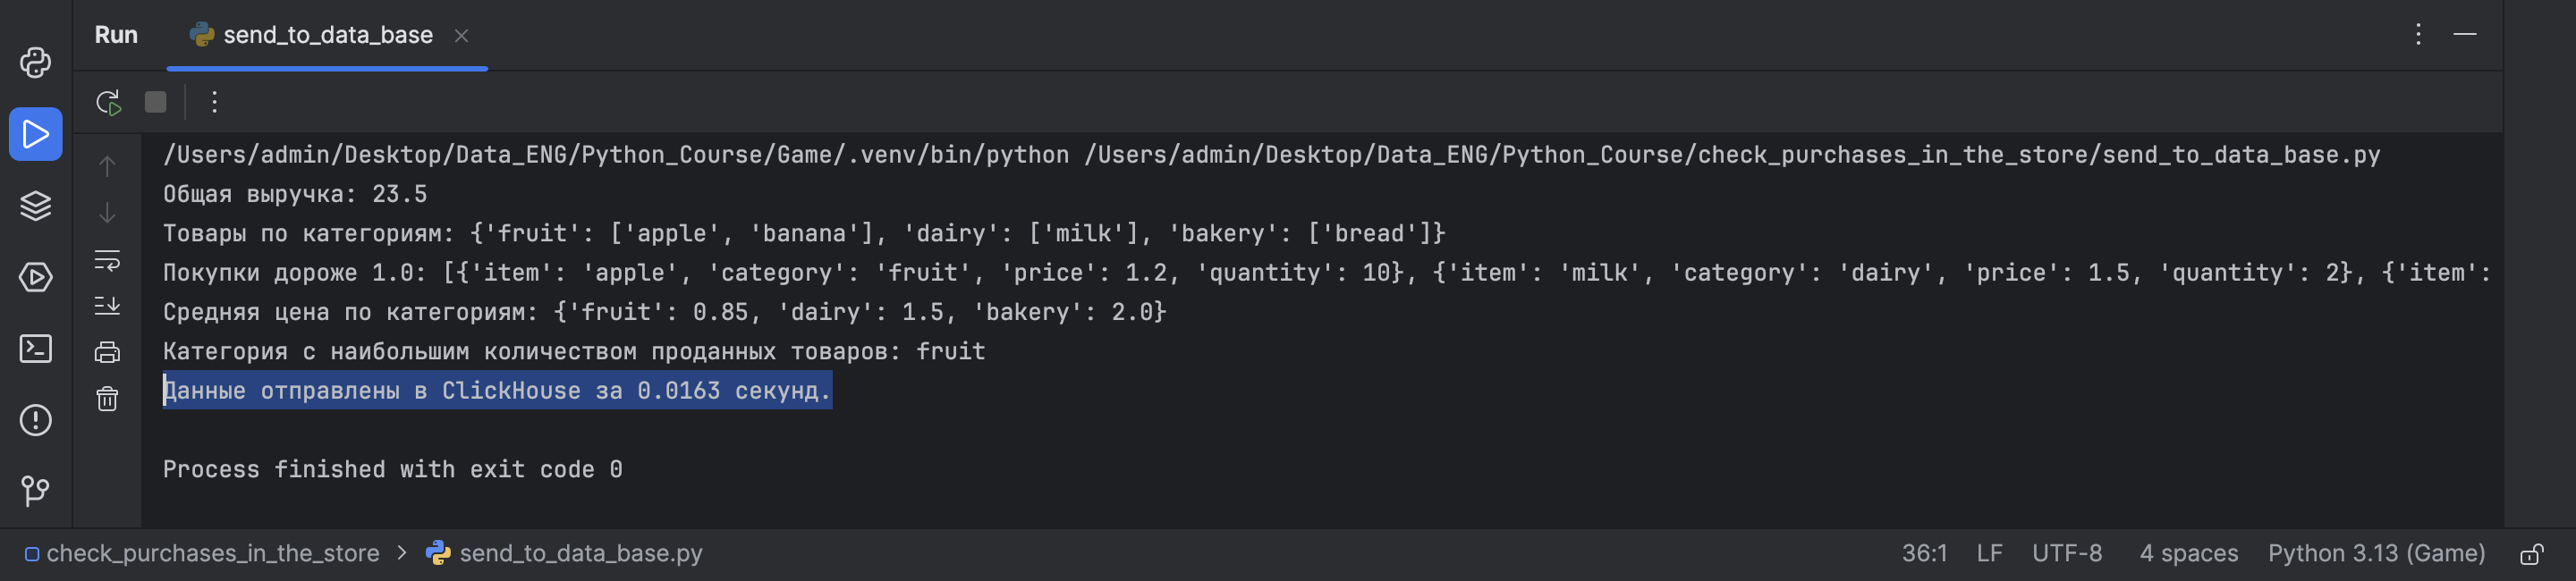 Run send_to_data_base
/Users/admin/Desktop/Data_ENG/Python_Course/Game/.venv/bin/python /Users/admin/Desktop/Data_ENG/Python_Course/check_purchases_in_the_store/send_to_data_base.py
Общая выручка: 23.5
Товары по категориям: {'fruit': ['apple', 'banana'], 'dairy': ['milk'], 'bakery': ['bread']}
Покупки дороже 1.0: [{'item': 'apple', 'category': 'fruit', 'price': 1.2, 'quantity': 10}, {'item': 'milk', 'category': 'dairy', 'price': 1.5, 'quantity': 2}, {'item':
Средняя цена по категориям: {'fruit': 0.85, 'dairy': 1.5, 'bakery': 2.0}
Категория с наибольшим количеством проданных товаров: fruit
Данные отправлены в ClickHouse за 0.0163 секунд.
Process finished with exit code 0
check_purchases_in_the_store > send_to_data_base.py 36:1 LF UTF-8 4 spaces Python 3.13 (Game)